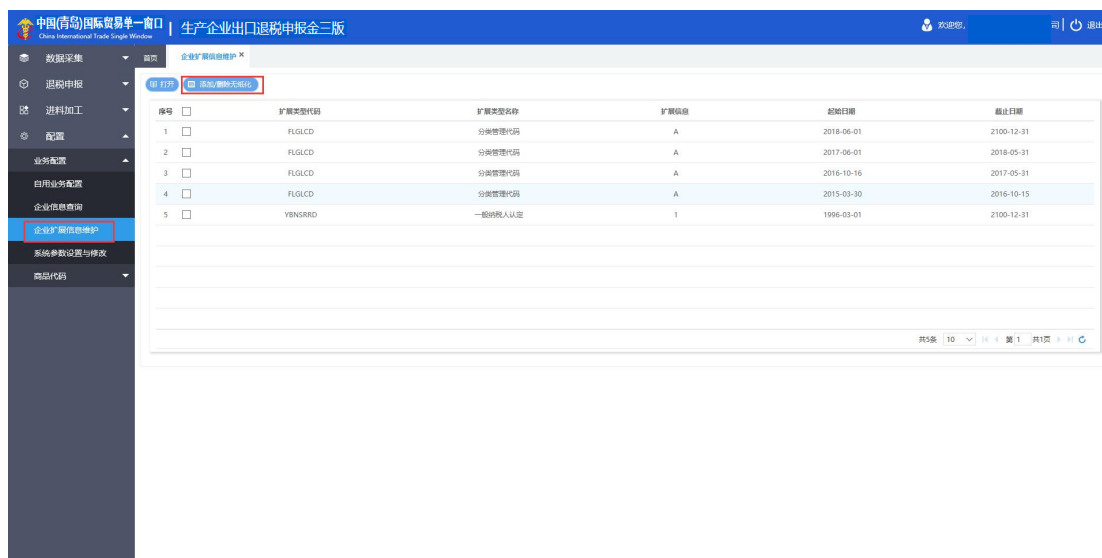 中国(青岛)国际贸易单一窗口 | 生产企业出口退税申报金三版
China International Trade Single Window
欢迎您,
司 | 退出
数据采集
退税申报
进料加工
配置
业务配置
自用业务配置
企业信息查询
企业扩展信息维护
系统参数设置与修改
商品代码
首页 企业扩展信息维护 ×
打开 添加/删除无纸化
序号 扩展类型代码 扩展类型名称 扩展信息 起始日期 截止日期
1 FLGLCD 分类管理代码 A 2018-06-01 2100-12-31
2 FLGLCD 分类管理代码 A 2017-06-01 2018-05-31
3 FLGLCD 分类管理代码 A 2016-10-16 2017-05-31
4 FLGLCD 分类管理代码 A 2015-03-30 2016-10-15
5 YBNSRRD 一般纳税人认定 1 1996-03-01 2100-12-31
共5条 10 第 1 共1页